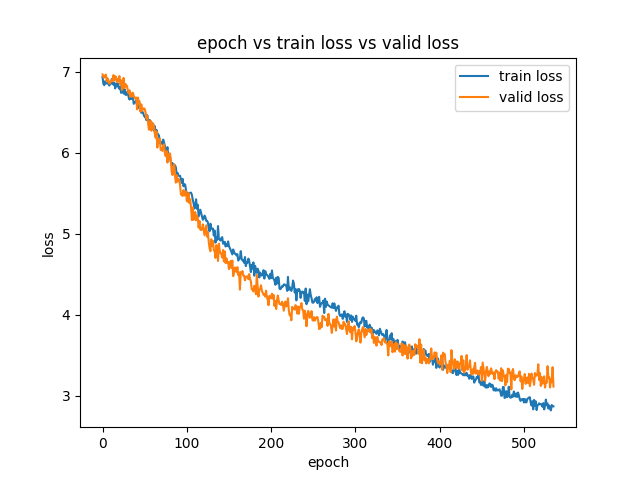 epoch vs train loss vs valid loss
train loss
valid loss
7
6
5
4
3
loss
0 100 200 300 400 500
epoch